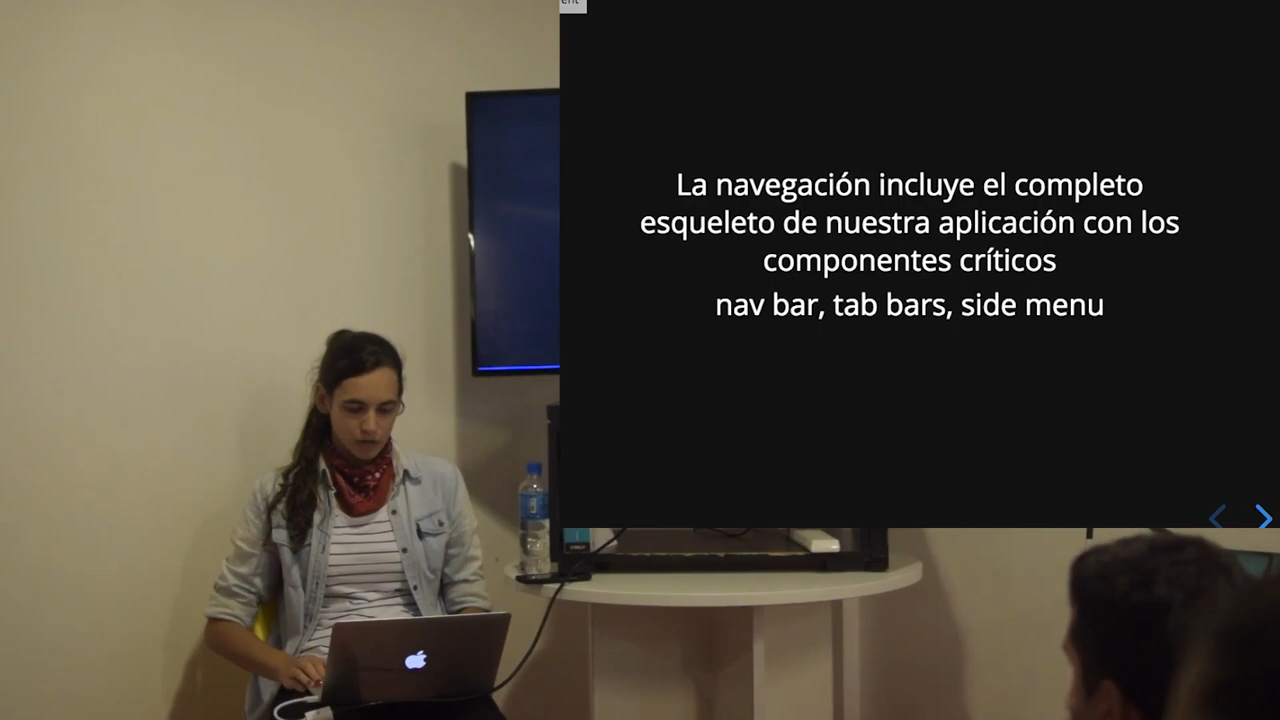 ent
La navegación incluye el completo
esqueleto de nuestra aplicación con los
componentes críticos
nav bar, tab bars, side menu